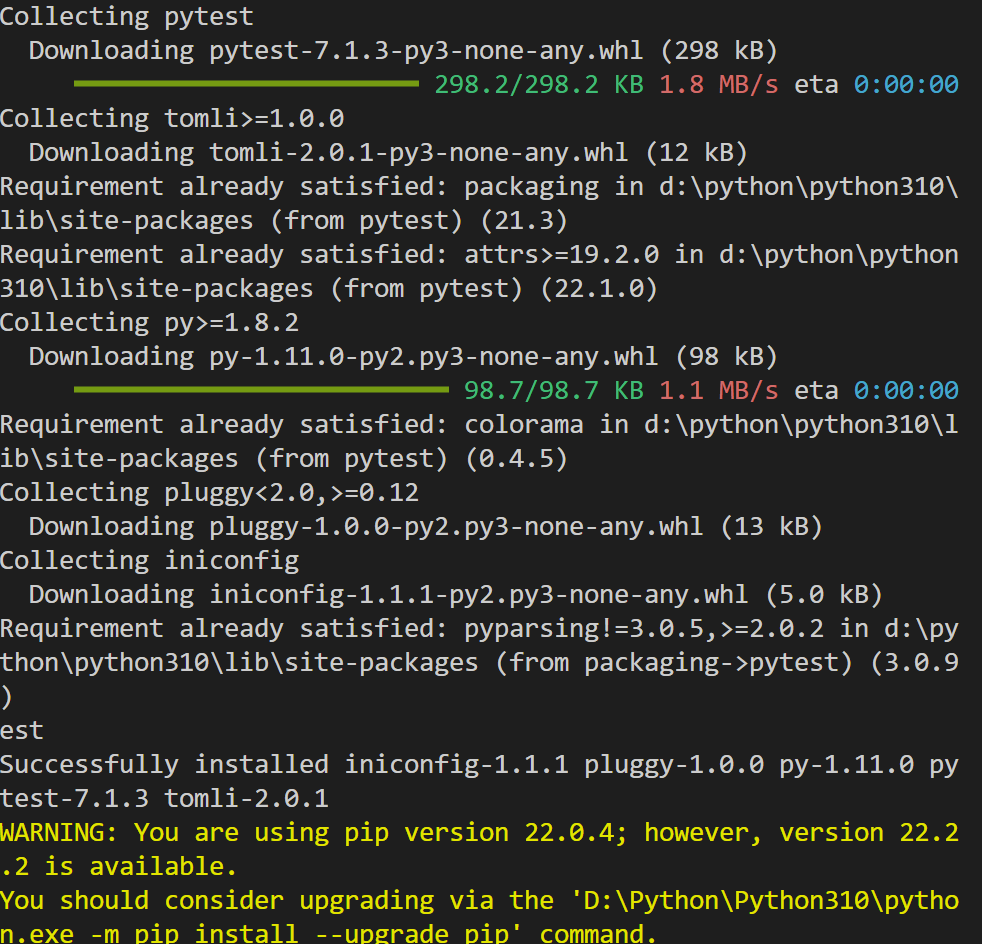 Collecting pytest
  Downloading pytest-7.1.3-py3-none-any.whl (298 kB)
     298.2/298.2 KB 1.8 MB/s eta 0:00:00
Collecting tomli>=1.0.0
  Downloading tomli-2.0.1-py3-none-any.whl (12 kB)
Requirement already satisfied: packaging in d:\python\python310\
lib\site-packages (from pytest) (21.3)
Requirement already satisfied: attrs>=19.2.0 in d:\python\python
310\lib\site-packages (from pytest) (22.1.0)
Collecting py>=1.8.2
  Downloading py-1.11.0-py2.py3-none-any.whl (98 kB)
     98.7/98.7 KB 1.1 MB/s eta 0:00:00
Requirement already satisfied: colorama in d:\python\python310\l
ib\site-packages (from pytest) (0.4.5)
Collecting pluggy<2.0,>=0.12
  Downloading pluggy-1.0.0-py2.py3-none-any.whl (13 kB)
Collecting iniconfig
  Downloading iniconfig-1.1.1-py2.py3-none-any.whl (5.0 kB)
Requirement already satisfied: pyparsing!=3.0.5,>=2.0.2 in d:\py
thon\python310\lib\site-packages (from packaging->pytest) (3.0.9
)
est
Successfully installed iniconfig-1.1.1 pluggy-1.0.0 py-1.11.0 py
test-7.1.3 tomli-2.0.1
WARNING: You are using pip version 22.0.4; however, version 22.2
.2 is available.
You should consider upgrading via the 'D:\Python\Python310\pytho
n.exe -m pip install --upgrade pip' command.